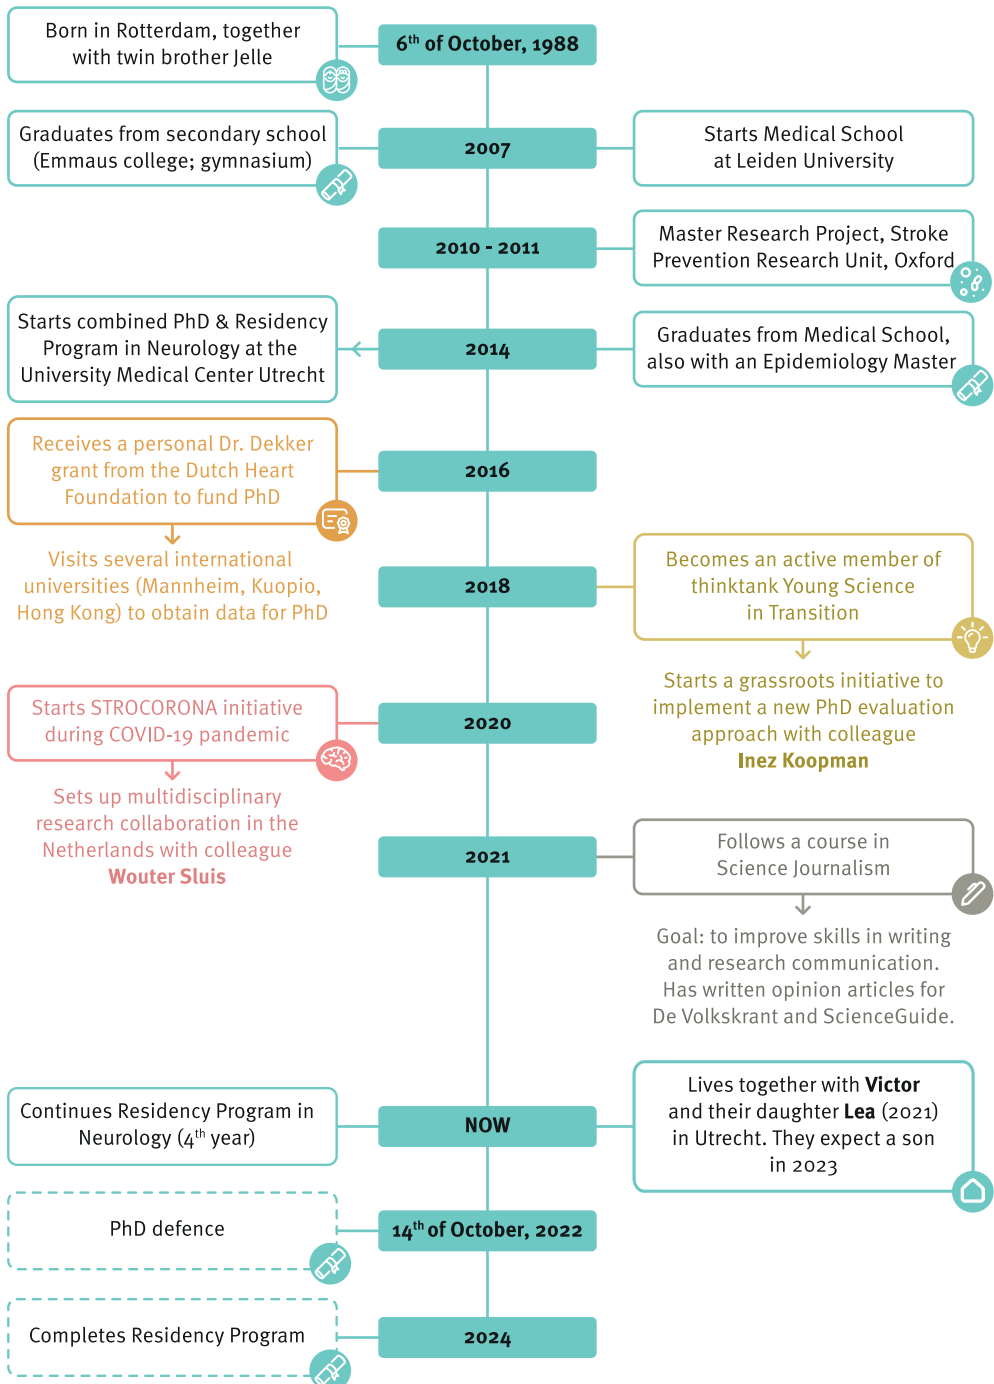 Born in Rotterdam, together
with twin brother Jelle
6th of October, 1988
Graduates from secondary school
(Emmaus college; gymnasium)
2007
Starts Medical School
at Leiden University
2010 - 2011
Master Research Project, Stroke
Prevention Research Unit, Oxford
Starts combined PhD & Residency
Program in Neurology at the
University Medical Center Utrecht
2014
Graduates from Medical School,
also with an Epidemiology Master
Receives a personal Dr. Dekker
grant from the Dutch Heart
Foundation to fund PhD
2016
Visits several international
universities (Mannheim, Kuopio,
Hong Kong) to obtain data for PhD
2018
Becomes an active member of
thinktank Young Science
in Transition
Starts a grassroots initiative to
implement a new PhD evaluation
approach with colleague
Inez Koopman
Starts STROCORONA initiative
during COVID-19 pandemic
2020
Sets up multidisciplinary
research collaboration in the
Netherlands with colleague
Wouter Sluis
2021
Follows a course in
Science Journalism
Goal: to improve skills in writing
and research communication.
Has written opinion articles for
De Volkskrant and ScienceGuide.
Continues Residency Program in
Neurology (4th year)
NOW
Lives together with Victor
and their daughter Lea (2021)
in Utrecht. They expect a son
in 2023
PhD defence
14th of October, 2022
Completes Residency Program
2024